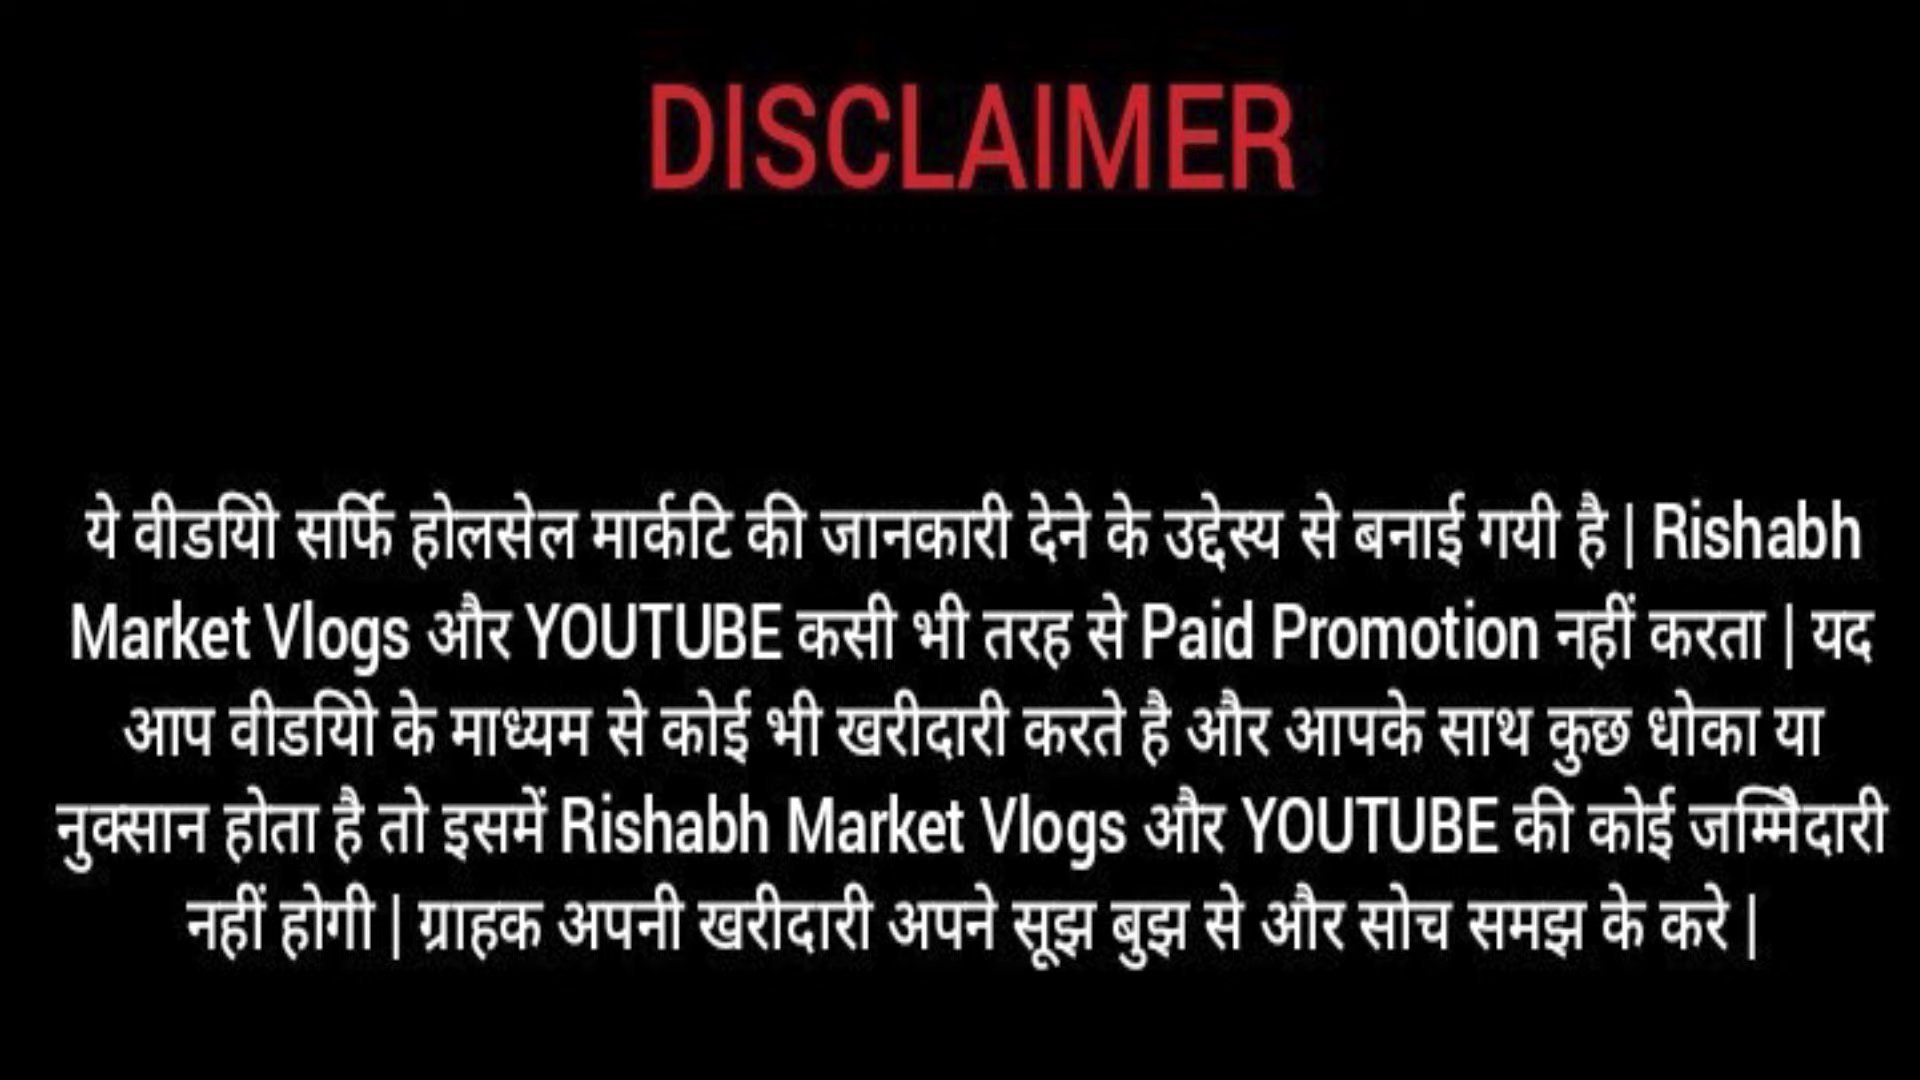 DISCLAIMER
ये वीडयिो सर्फि होलसेल मार्कटि की जानकारी देने के उद्देस्य से बनाई गयी है | Rishabh
Market Vlogs और YOUTUBE कसी भी तरह से Paid Promotion नहीं करता | यद
आप वीडयिो के माध्यम से कोई भी खरीदारी करते है और आपके साथ कुछ धोका या
नुक्सान होता है तो इसमें Rishabh Market Vlogs और YOUTUBE की कोई जम्मिेदारी
नहीं होगी | ग्राहक अपनी खरीदारी अपने सूझ बुझ से और सोच समझ के करे |